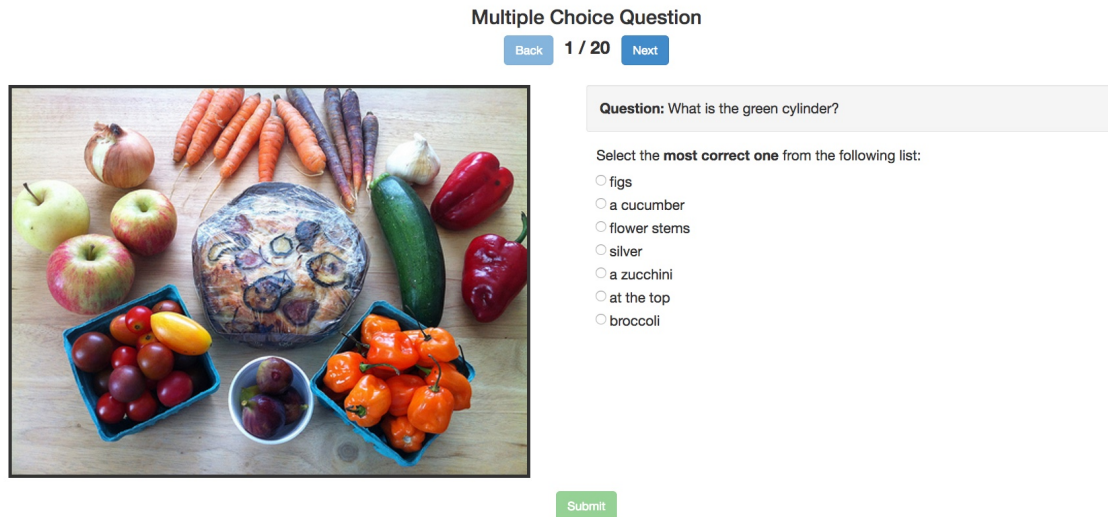 Multiple Choice Question
Back 1 / 20 Next
Question: What is the green cylinder?
Select the most correct one from the following list:
figs
a cucumber
flower stems
silver
a zucchini
at the top
broccoli
Submit